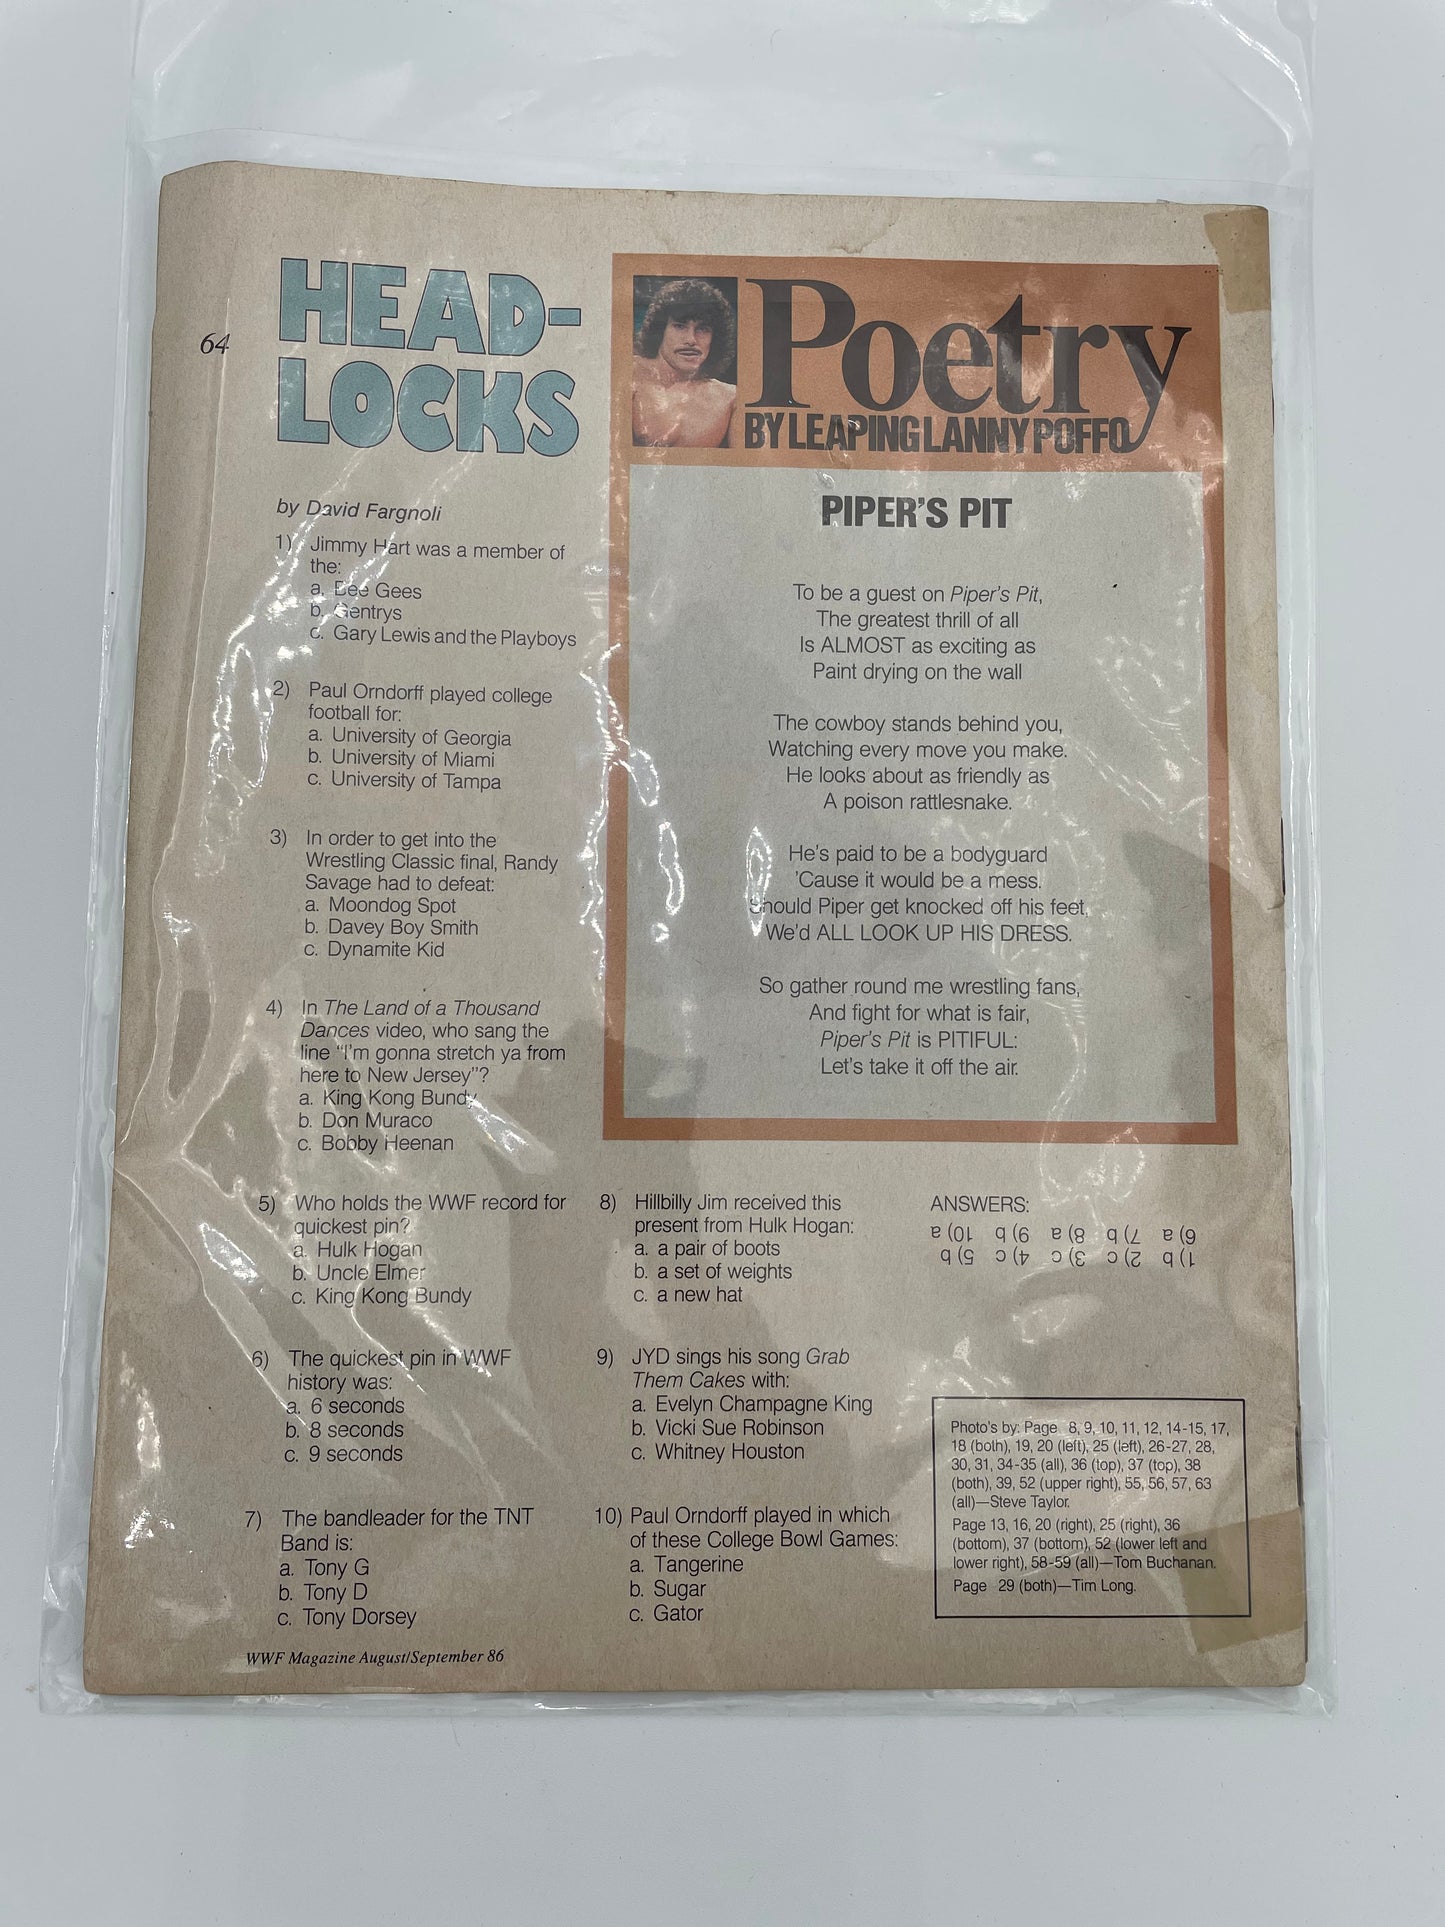 64
HEAD-
LOCKS
by David Fargnoli
1) Jimmy Hart was a member of
the:
a. Bee Gees
b. Gentrys
c. Gary Lewis and the Playboys
2) Paul Orndorff played college
football for:
a. University of Georgia
b. University of Miami
c. University of Tampa
3) In order to get into the
Wrestling Classic final, Randy
Savage had to defeat:
a. Moondog Spot
b. Davey Boy Smith
c. Dynamite Kid
4) In The Land of a Thousand
Dances video, who sang the
line "I'm gonna stretch ya from
here to New Jersey"?
a. King Kong Bundy
b. Don Muraco
c. Bobby Heenan
5) Who holds the WWF record for
quickest pin?
a. Hulk Hogan
b. Uncle Elmer
c. King Kong Bundy
6) The quickest pin in WWF
history was:
a. 6 seconds
b. 8 seconds
c. 9 seconds
7) The bandleader for the TNT
Band is:
a. Tony G
b. Tony D
c. Tony Dorsey
8) Hillbilly Jim received this
present from Hulk Hogan:
a. a pair of boots
b. a set of weights
c. a new hat
9) JYD sings his song Grab
Them Cakes with:
a. Evelyn Champagne King
b. Vicki Sue Robinson
c. Whitney Houston
10) Paul Orndorff played in which
of these College Bowl Games:
a. Tangerine
b. Sugar
c. Gator
Poetry
BY LEAPING LANNY POFFO
PIPER'S PIT
To be a guest on Piper's Pit,
The greatest thrill of all
Is ALMOST as exciting as
Paint drying on the wall
The cowboy stands behind you,
Watching every move you make.
He looks about as friendly as
A poison rattlesnake.
He's paid to be a bodyguard
'Cause it would be a mess.
Should Piper get knocked off his feet,
We'd ALL LOOK UP HIS DRESS.
So gather round me wrestling fans,
And fight for what is fair,
Piper's Pit is PITIFUL:
Let's take it off the air.
ANSWERS:
1) b 2) c 3) c 4) c 5) b
6) a 7) b 8) a 9) b 10) a
Photo's by: Page 8, 9, 10, 11, 12, 14-15, 17,
18 (both), 19, 20 (left), 25 (left), 26-27, 28,
30, 31, 34-35 (all), 36 (top), 37 (top), 38
(both), 39, 52 (upper right), 55, 56, 57, 63
(all)—Steve Taylor.
Page 13, 16, 20 (right), 25 (right), 36
(bottom), 37 (bottom), 52 (lower left and
lower right), 58-59 (all)—Tom Buchanan.
Page 29 (both)—Tim Long.
WWF Magazine August/September 86